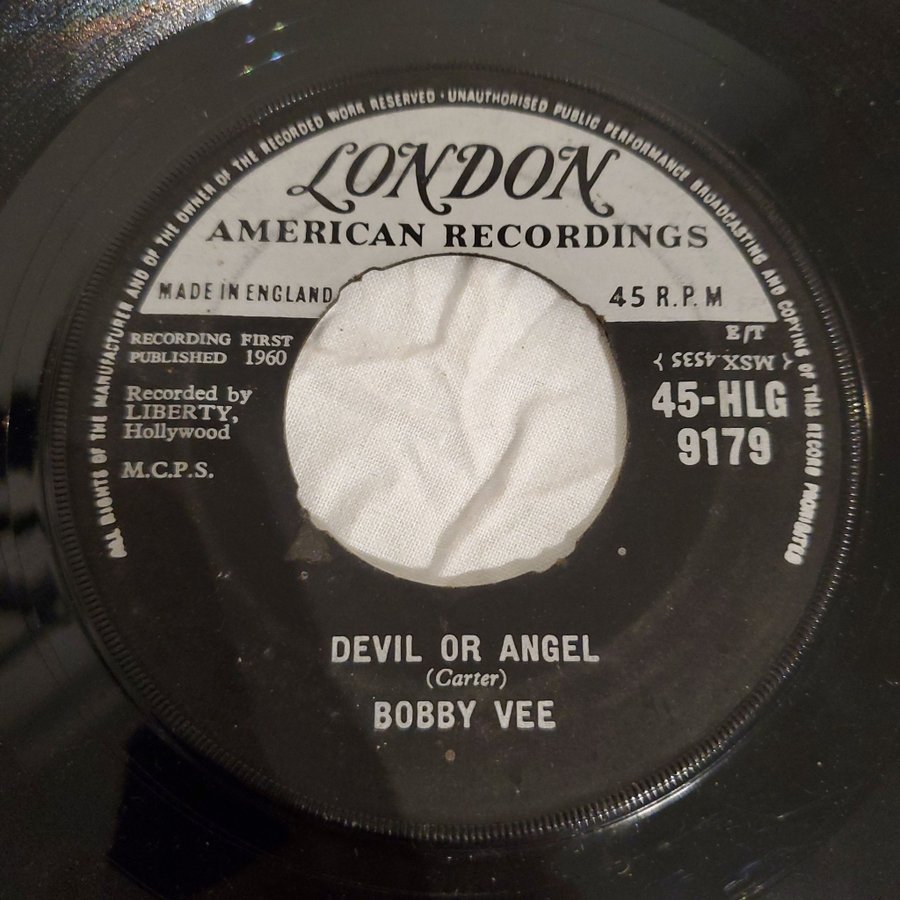 ALL RIGHTS OF THE MANUFACTURER AND OF THE OWNER OF THE RECORDED WORK RESERVED · UNAUTHORISED PUBLIC PERFORMANCE BROADCASTING AND COPYING OF THIS RECORD PROHIBITED
LONDON
AMERICAN RECORDINGS
MADE IN ENGLAND
45 R.P.M
RECORDING FIRST
PUBLISHED 1960
Recorded by
LIBERTY,
Hollywood
M.C.P.S.
E/T
MSX 4535
45-HLG
9179
DEVIL OR ANGEL
(Carter)
BOBBY VEE